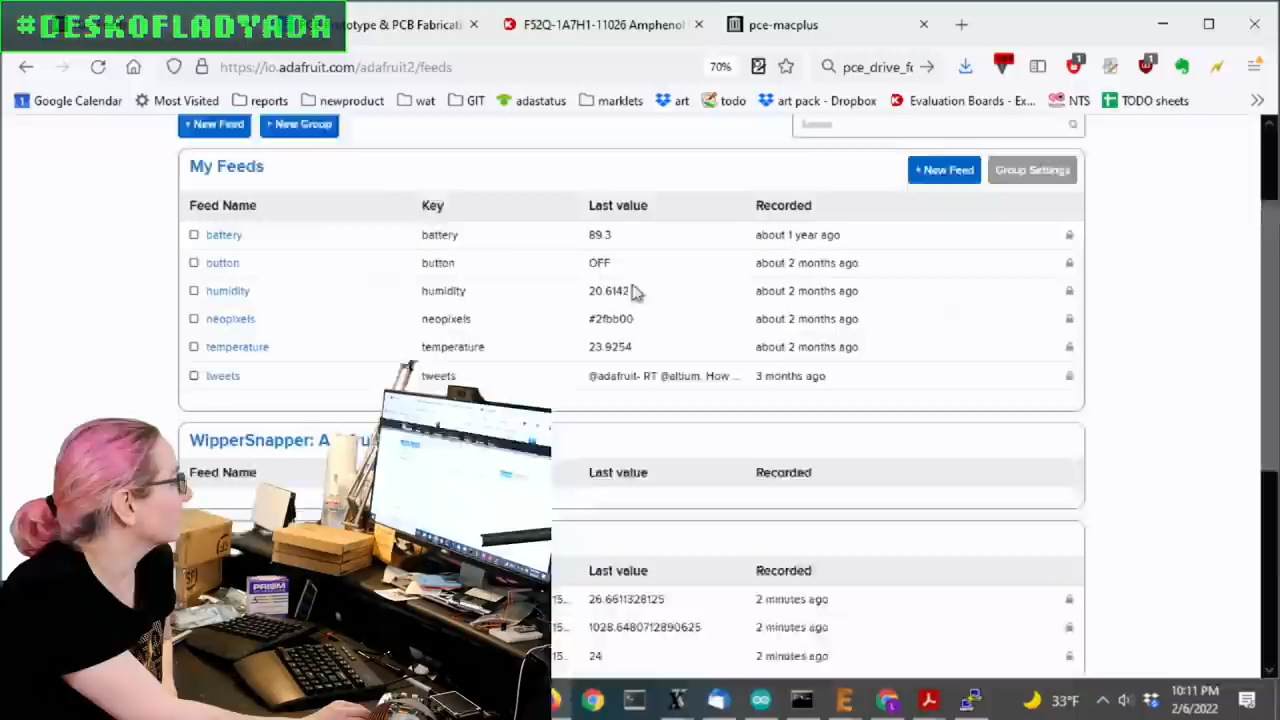 #DESKOFLADYADA
rototype & PCB Fabricati
F52Q-1A7H1-11026 Amphenol
pce-macplus
https://io.adafruit.com/adafruit2/feeds
70%
pce_drive_fo
Google Calendar
Most Visited
reports
newproduct
wat
GIT
adastatus
marklets
art
todo
art pack - Dropbox
Evaluation Boards - Ex...
NTS
TODO sheets
+ New Feed
+ New Group
My Feeds
+ New Feed
Group Settings
Feed Name Key Last value Recorded
battery battery 89.3 about 1 year ago
button button OFF about 2 months ago
humidity humidity 20.6142 about 2 months ago
neopixels neopixels #2fbb00 about 2 months ago
temperature temperature 23.9254 about 2 months ago
tweets tweets @adafruit- RT @altium. How ... 3 months ago
WipperSnapper: A
Feed Name Last value Recorded
Last value Recorded
15... 26.6611328125 2 minutes ago
15... 1028.6480712890625 2 minutes ago
15... 24 2 minutes ago
PRISM
33°F
10:11 PM
2/6/2022